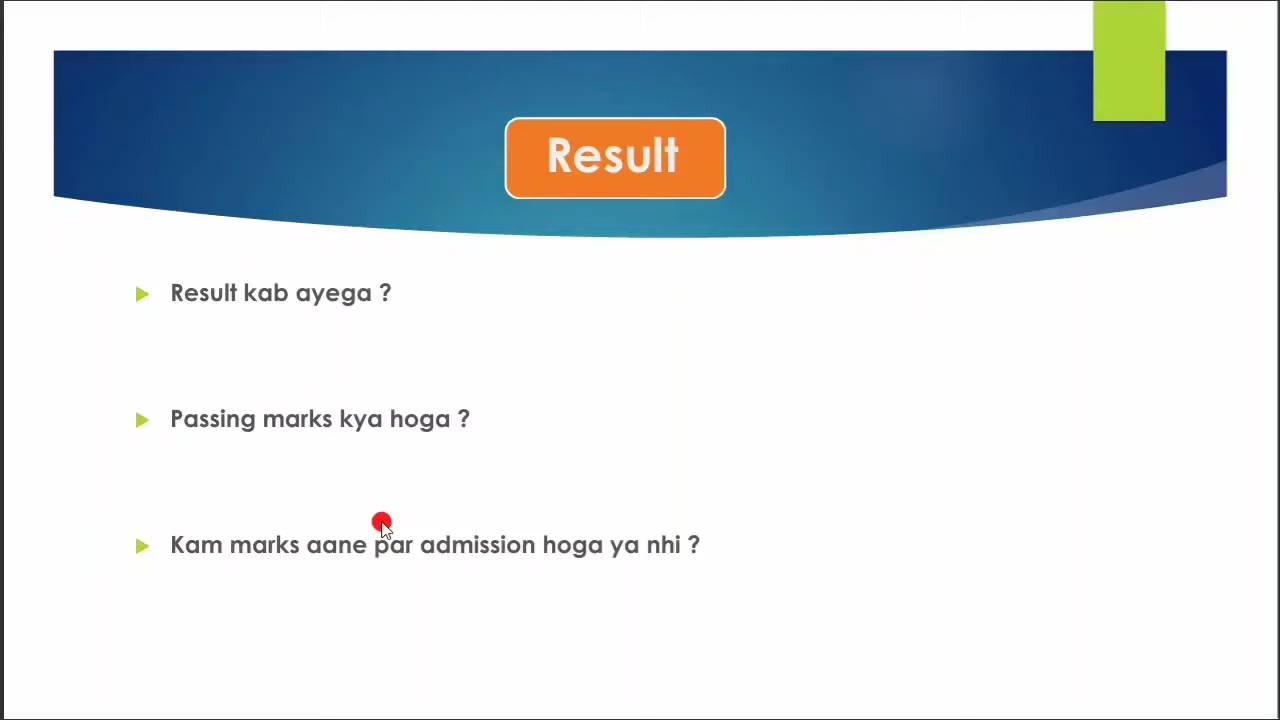 Result
Result kab ayega ?
Passing marks kya hoga ?
Kam marks aane par admission hoga ya nhi ?